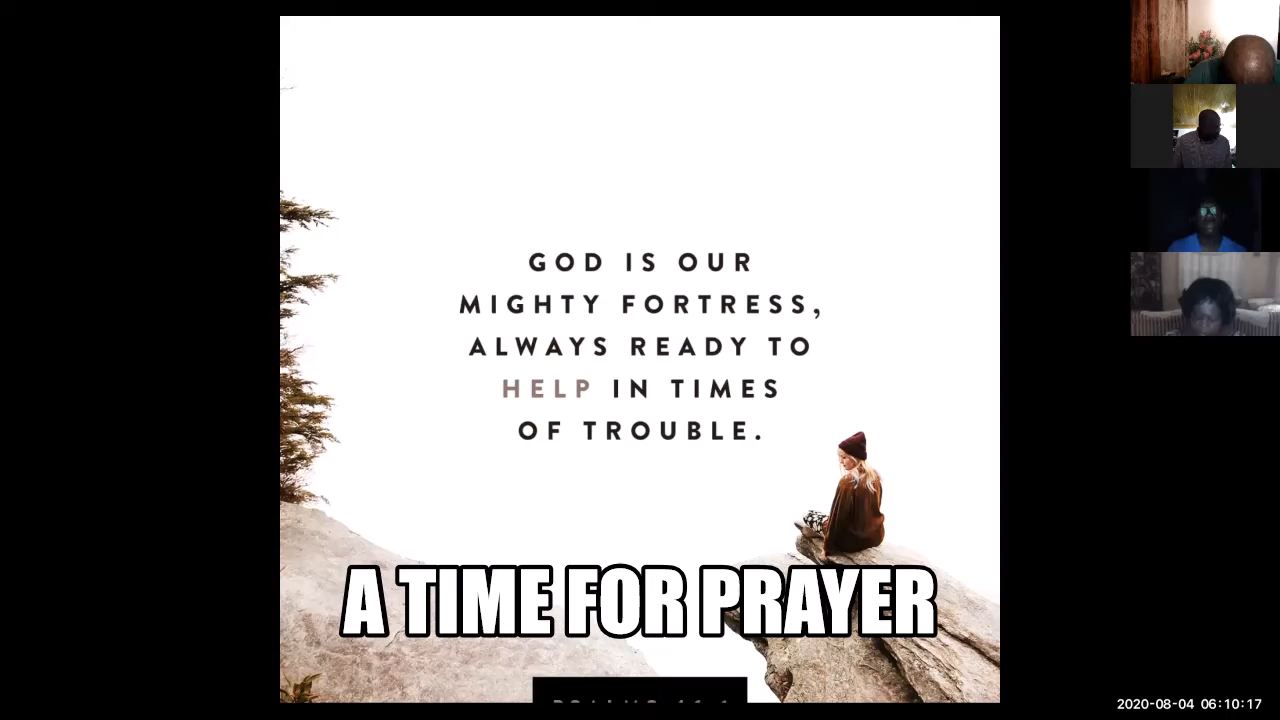 GOD IS OUR
MIGHTY FORTRESS,
ALWAYS READY TO
HELP IN TIMES
OF TROUBLE.
A TIME FOR PRAYER
2020-08-04 06:10:17